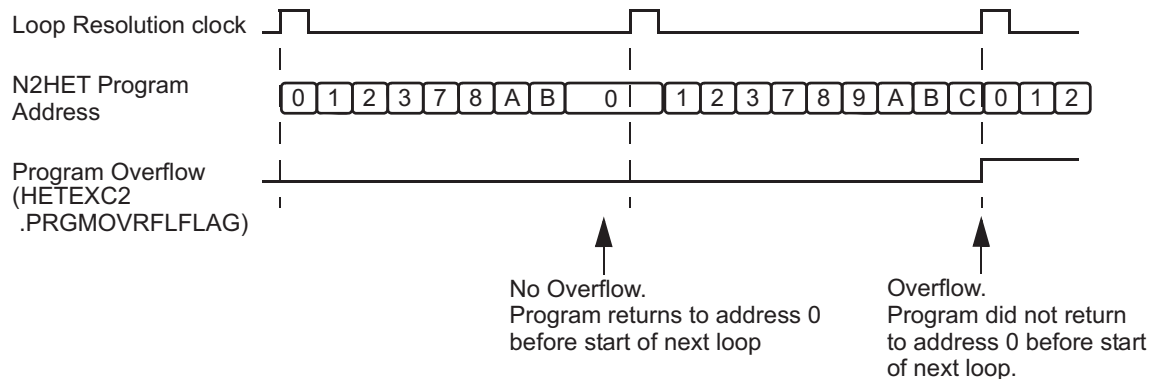 Loop Resolution clock
N2HET Program
Address
0 1 2 3 7 8 A B 0 1 2 3 7 8 9 A B C 0 1 2
Program Overflow
(HETEXC2
.PRGMOVRFLFLAG)
No Overflow.
Program returns to address 0
before start of next loop
Overflow.
Program did not return
to address 0 before start
of next loop.